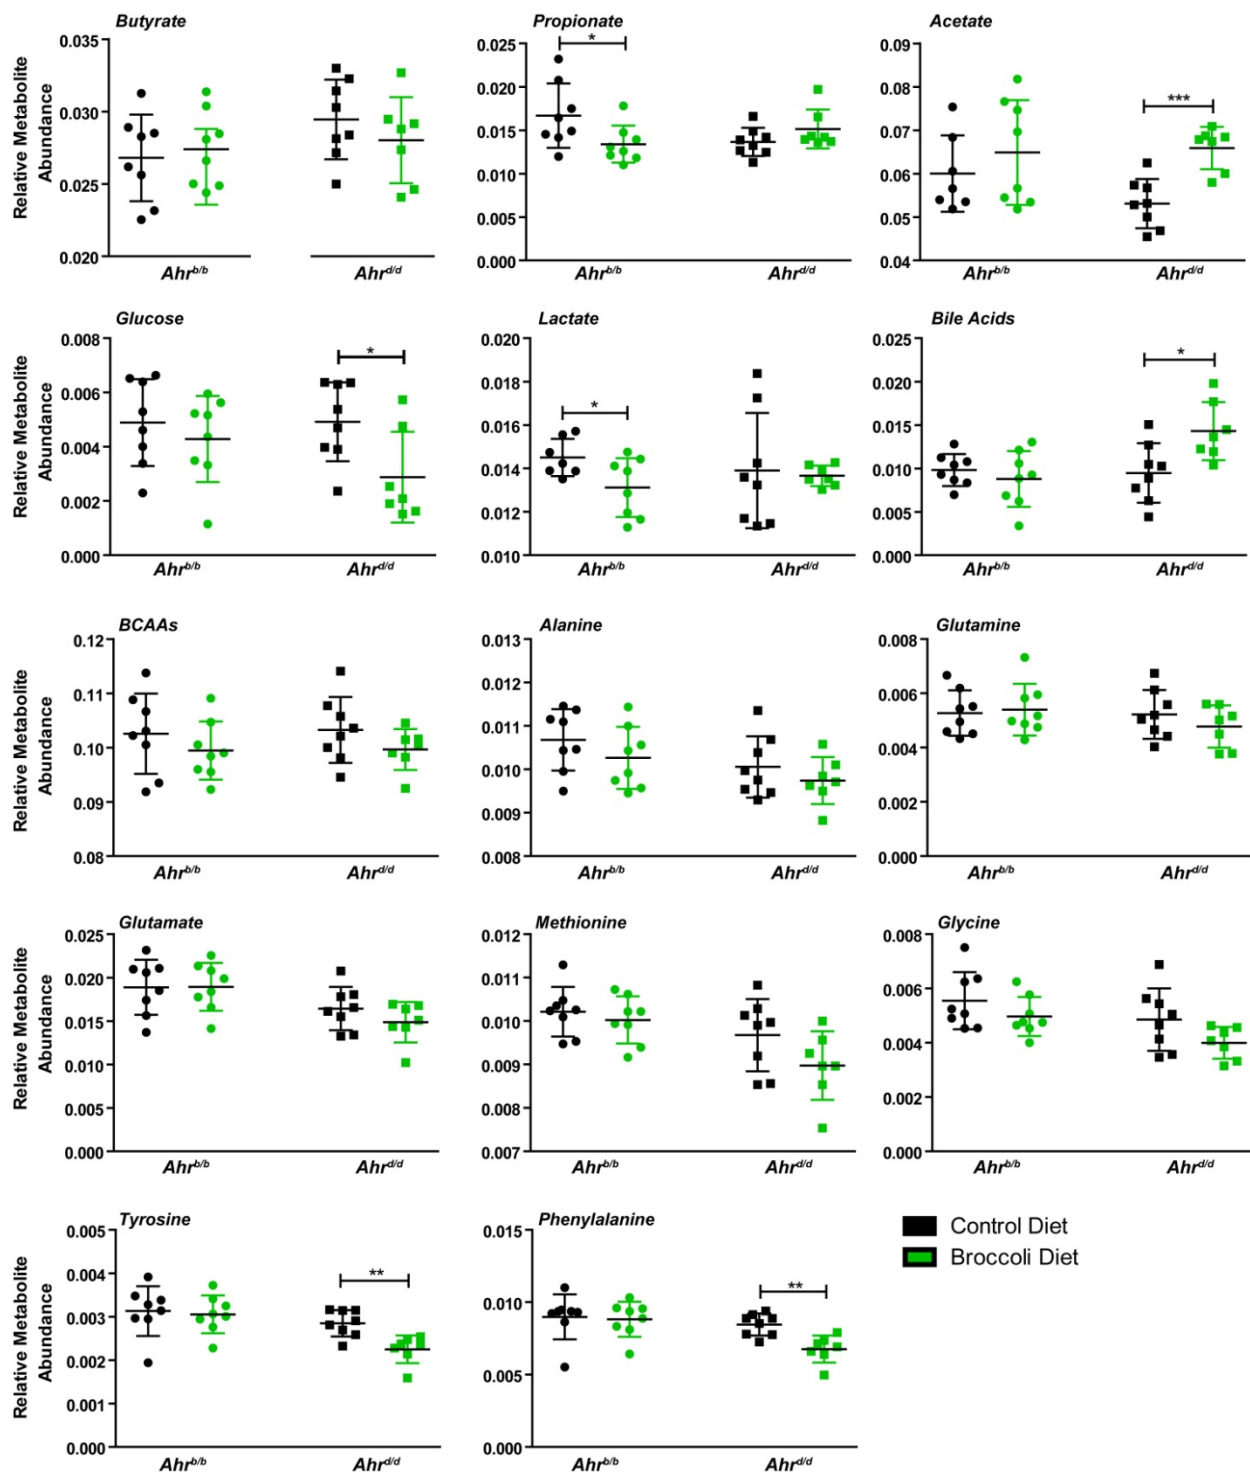 Butyrate
Propionate
Acetate
Relative Metabolite
Abundance
0.035
0.030
0.025
0.020
Ahrb/b
Ahrd/d
0.025
0.020
0.015
0.010
0.005
0.000
*
Ahrb/b
Ahrd/d
0.09
0.08
0.07
0.06
0.05
0.04
***
Ahrb/b
Ahrd/d
Glucose
Lactate
Bile Acids
Relative Metabolite
Abundance
0.008
0.006
0.004
0.002
0.000
*
Ahrb/b
Ahrd/d
0.020
0.018
0.016
0.014
0.012
0.010
*
Ahrb/b
Ahrd/d
0.025
0.020
0.015
0.010
0.005
0.000
*
Ahrb/b
Ahrd/d
BCAAs
Alanine
Glutamine
Relative Metabolite
Abundance
0.12
0.11
0.10
0.09
0.08
Ahrb/b
Ahrd/d
0.013
0.012
0.011
0.010
0.009
0.008
Ahrb/b
Ahrd/d
0.008
0.006
0.004
0.002
0.000
Ahrb/b
Ahrd/d
Glutamate
Methionine
Glycine
Relative Metabolite
Abundance
0.025
0.020
0.015
0.010
0.005
0.000
Ahrb/b
Ahrd/d
0.012
0.011
0.010
0.009
0.008
0.007
Ahrb/b
Ahrd/d
0.008
0.006
0.004
0.002
0.000
Ahrb/b
Ahrd/d
Tyrosine
Phenylalanine
Relative Metabolite
Abundance
0.005
0.004
0.003
0.002
0.001
0.000
**
Ahrb/b
Ahrd/d
0.015
0.010
0.005
0.000
**
Ahrb/b
Ahrd/d
Control Diet
Broccoli Diet